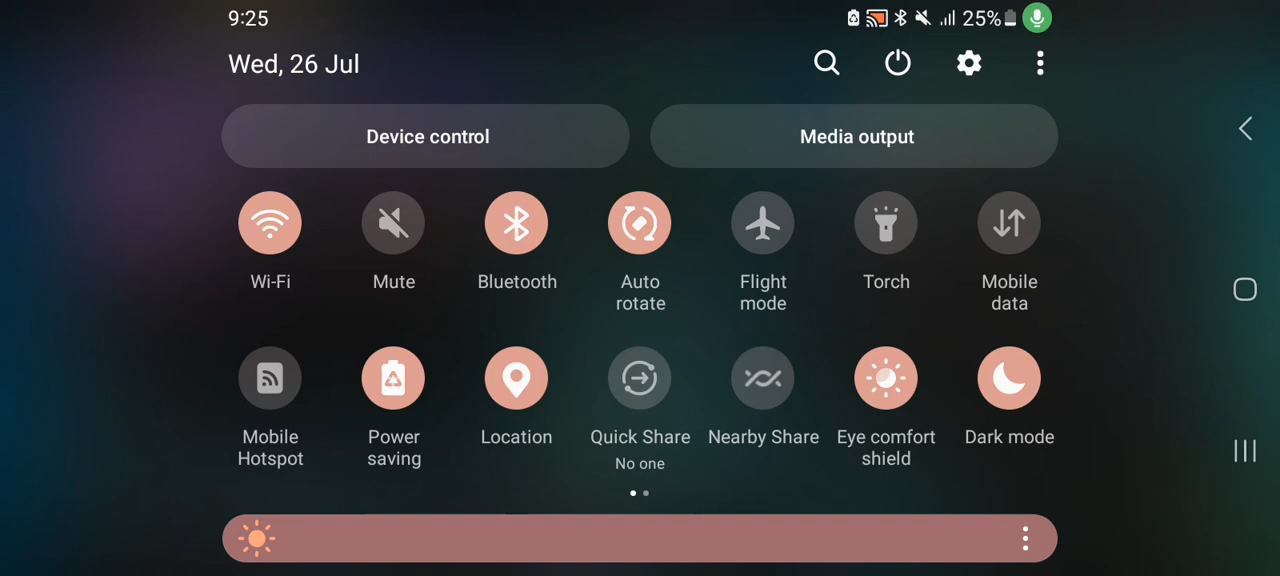 9:25
25%
Wed, 26 Jul
Device control
Media output
Wi-Fi
Mute
Bluetooth
Auto
rotate
Flight
mode
Torch
Mobile
data
Mobile
Hotspot
Power
saving
Location
Quick Share
No one
Nearby Share
Eye comfort
shield
Dark mode